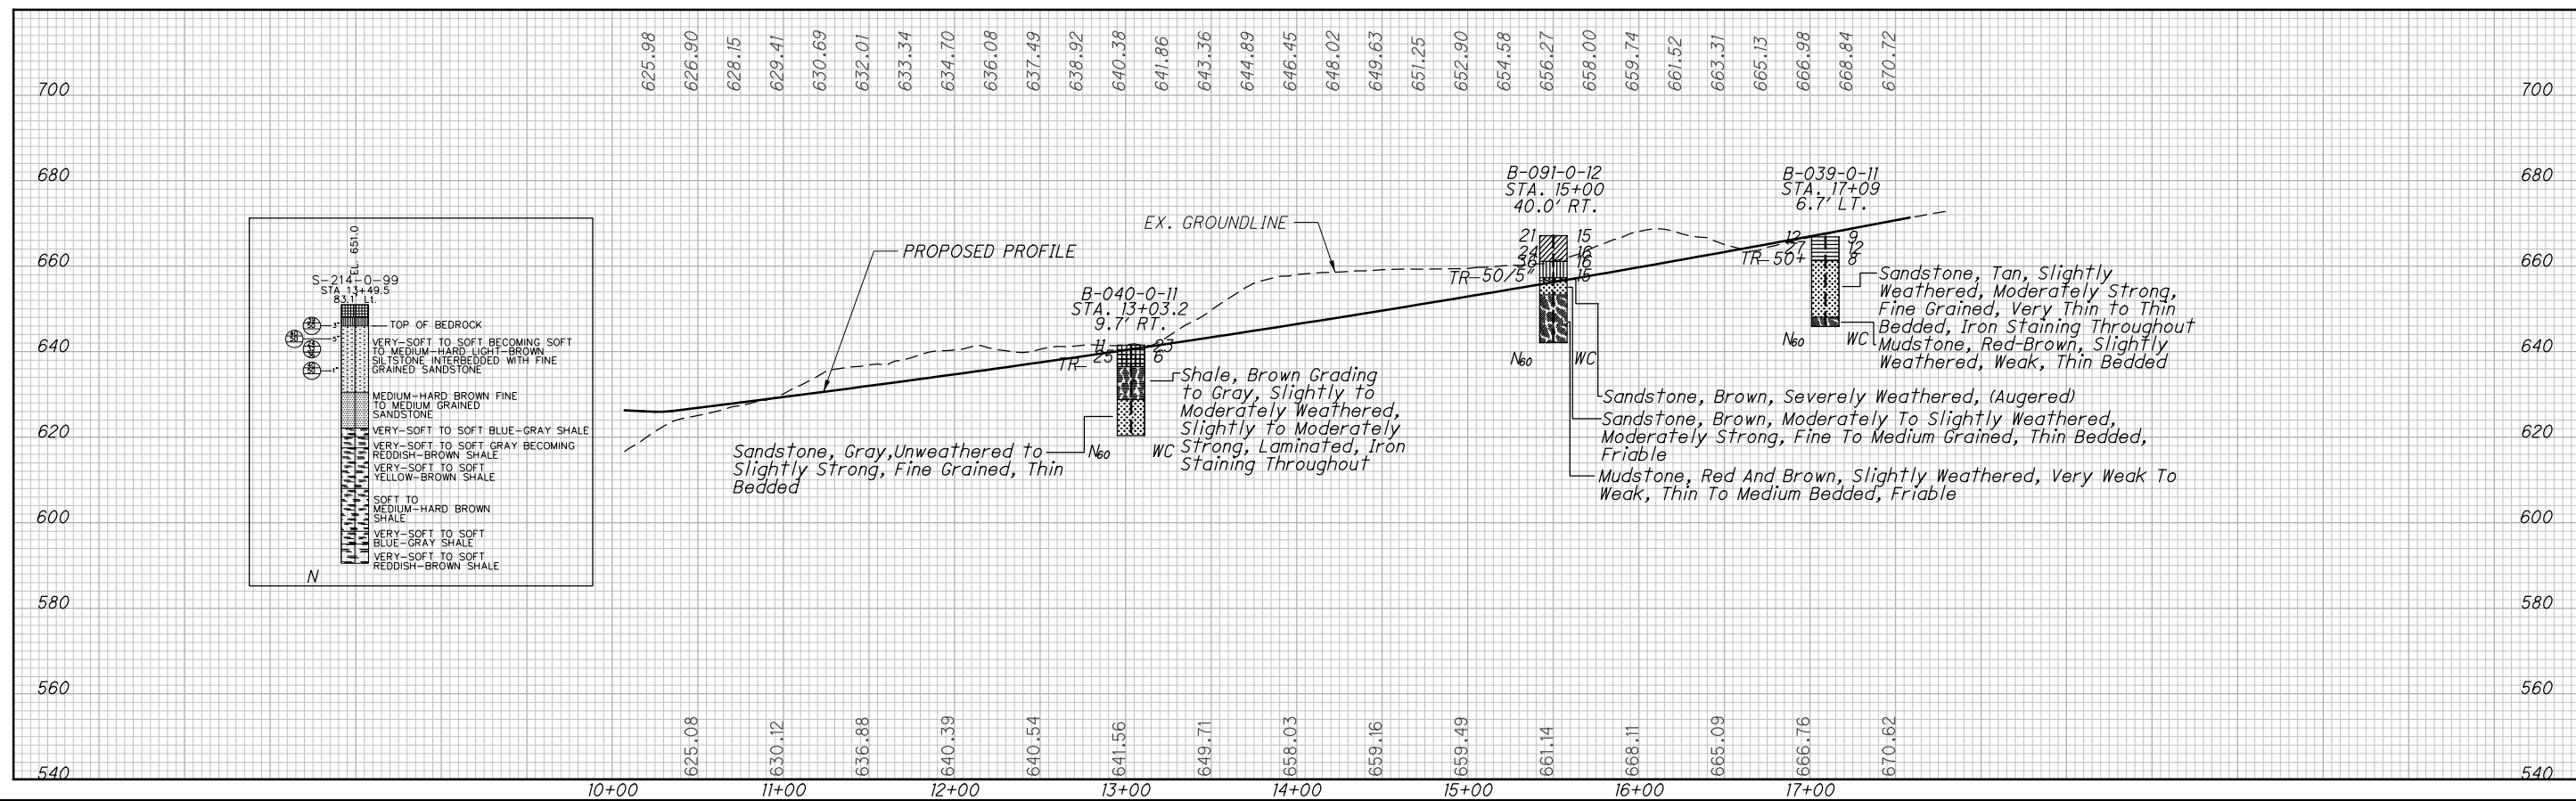 625.98 626.90 628.15 629.41 630.69 632.01 633.34 634.70 636.08 637.49 638.92 640.38 641.86 643.36 644.89 646.45 648.02 649.63 651.25 652.90 654.58 656.27 658.00 659.74 661.52 663.31 665.13 666.98 668.84 670.72
700 700
680 680
660 660
640 640
620 620
600 600
580 580
560 560
540 540
EL. 651.0
S-214-0-99
STA 13+49.5
83.1' Lt.
3"
5"
1"
TOP OF BEDROCK
VERY-SOFT TO SOFT BECOMING SOFT
TO MEDIUM-HARD LIGHT-BROWN
SILTSTONE INTERBEDDED WITH FINE
GRAINED SANDSTONE
MEDIUM-HARD BROWN FINE
TO MEDIUM GRAINED
SANDSTONE
VERY-SOFT TO SOFT BLUE-GRAY SHALE
VERY-SOFT TO SOFT GRAY BECOMING
REDDISH-BROWN SHALE
VERY-SOFT TO SOFT
YELLOW-BROWN SHALE
SOFT TO
MEDIUM-HARD BROWN
SHALE
VERY-SOFT TO SOFT
BLUE-GRAY SHALE
VERY-SOFT TO SOFT
REDDISH-BROWN SHALE
N
PROPOSED PROFILE
EX. GROUNDLINE
B-040-0-11
STA. 13+03.2
9.7' RT.
11 23
25 6
TR
N60 WC
Shale, Brown Grading
to Gray, Slightly to
Moderately Weathered,
Slightly to Moderately
Strong, Laminated, Iron
Staining Throughout
Sandstone, Gray,Unweathered to
Slightly Strong, Fine Grained, Thin
Bedded
B-091-0-12
STA. 15+00
40.0' RT.
21 15
24 16
36 16
TR 50/5" 15
N60 WC
Sandstone, Brown, Severely Weathered, (Augered)
Sandstone, Brown, Moderately To Slightly Weathered,
Moderately Strong, Fine To Medium Grained, Thin Bedded,
Friable
Mudstone, Red And Brown, Slightly Weathered, Very Weak To
Weak, Thin To Medium Bedded, Friable
B-039-0-11
STA. 17+09
6.7' LT.
12 9
27 12
TR 50+ 8
N60 WC
Sandstone, Tan, Slightly
Weathered, Moderately Strong,
Fine Grained, Very Thin to Thin
Bedded, Iron Staining Throughout
Mudstone, Red-Brown, Slightly
Weathered, Weak, Thin Bedded
625.08 630.12 636.88 640.39 640.54 641.56 649.71 658.03 659.16 659.49 661.14 668.11 665.09 666.76 670.62
10+00 11+00 12+00 13+00 14+00 15+00 16+00 17+00